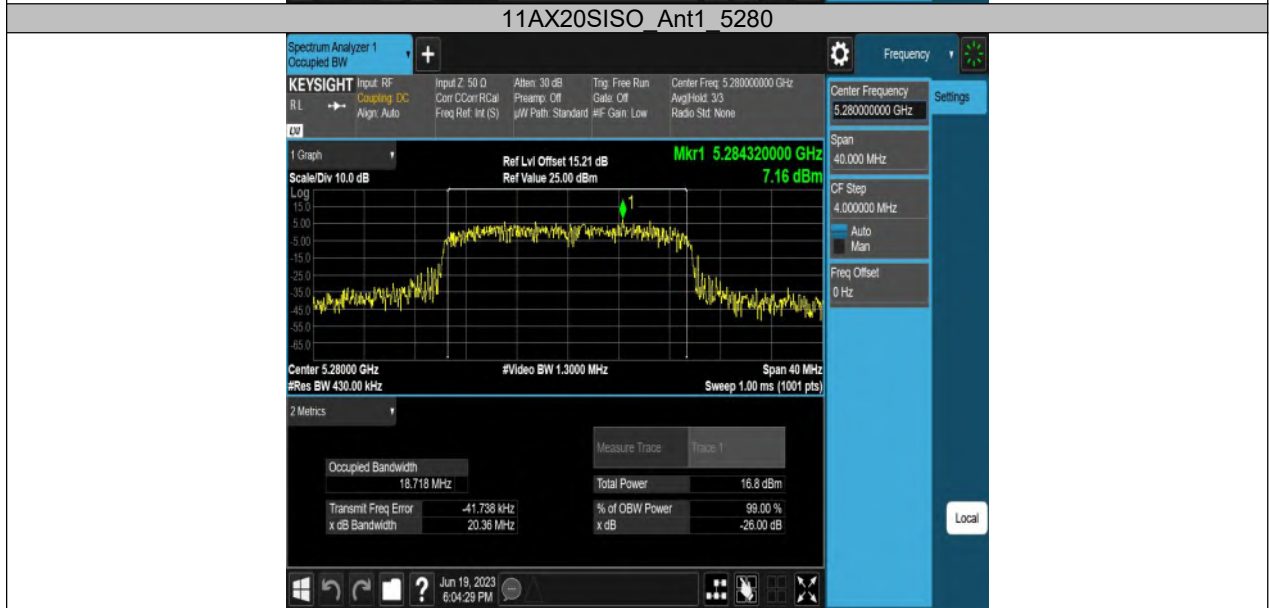 11AX20SISO_Ant1_5280
Spectrum Analyzer 1
Occupied BW
+
Frequency
KEYSIGHT
Input: RF
Coupling: DC
Align: Auto
RL
LXI
Input Z: 50 Ω
Corr CCorr RCal
Freq Ref: Int (S)
Atten: 30 dB
Preamp: Off
µW Path: Standard
Trig: Free Run
Gate: Off
#IF Gain: Low
Center Freq: 5.280000000 GHz
Avg|Hold: 3/3
Radio Std: None
Center Frequency
5.280000000 GHz
Settings
Span
40.000 MHz
CF Step
4.000000 MHz
Auto
Man
Freq Offset
0 Hz
1 Graph
Scale/Div 10.0 dB
Ref Lvl Offset 15.21 dB
Ref Value 25.00 dBm
Mkr1 5.284320000 GHz
7.16 dBm
Log
15.0
5.00
-5.00
-15.0
-25.0
-35.0
-45.0
-55.0
-65.0
1
Center 5.28000 GHz
#Video BW 1.3000 MHz
Span 40 MHz
#Res BW 430.00 kHz
Sweep 1.00 ms (1001 pts)
2 Metrics
Measure Trace
Trace 1
Occupied Bandwidth
18.718 MHz
Total Power
16.8 dBm
Transmit Freq Error
-41.738 kHz
% of OBW Power
99.00 %
x dB Bandwidth
20.36 MHz
x dB
-26.00 dB
Local
?
Jun 19, 2023
6:04:29 PM